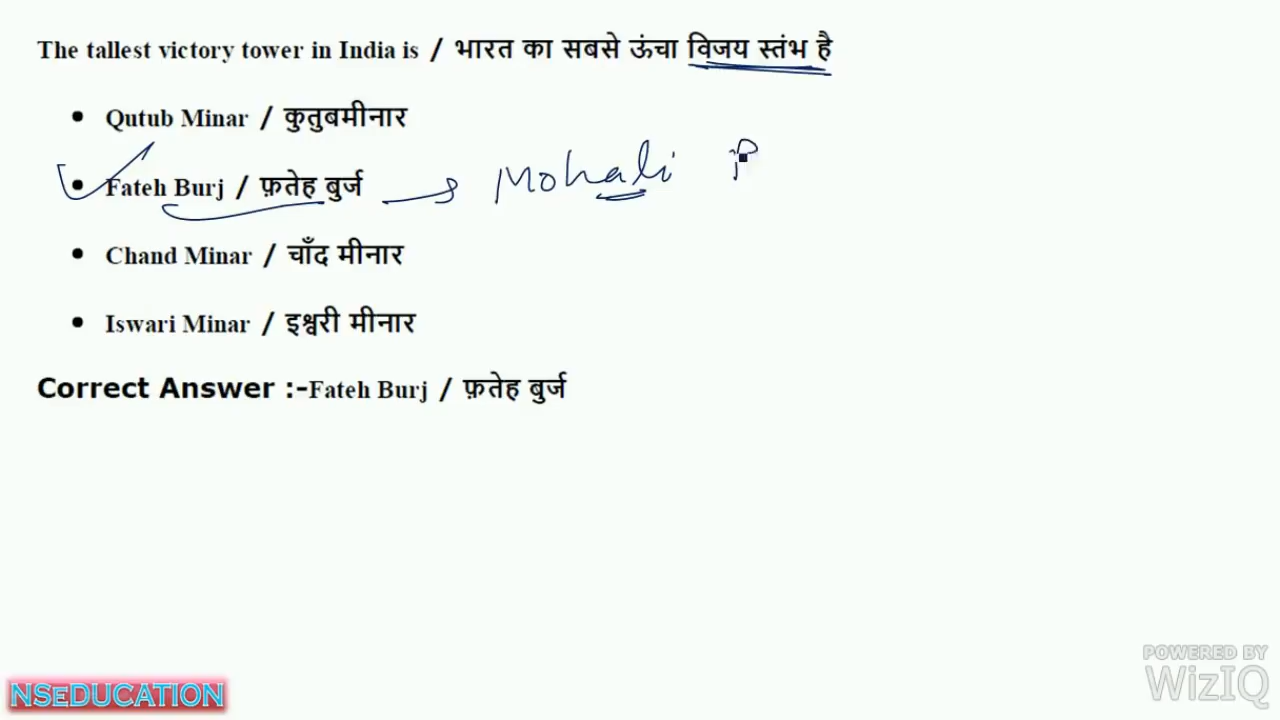 The tallest victory tower in India is / भारत का सबसे ऊंचा विजय स्तंभ है
• Qutub Minar / कुतुबमीनार
• Fateh Burj / फ़तेह बुर्ज → Mohali P
• Chand Minar / चाँद मीनार
• Iswari Minar / इश्वरी मीनार
Correct Answer :-Fateh Burj / फ़तेह बुर्ज
POWERED BY
WizIQ
NSEDUCATION